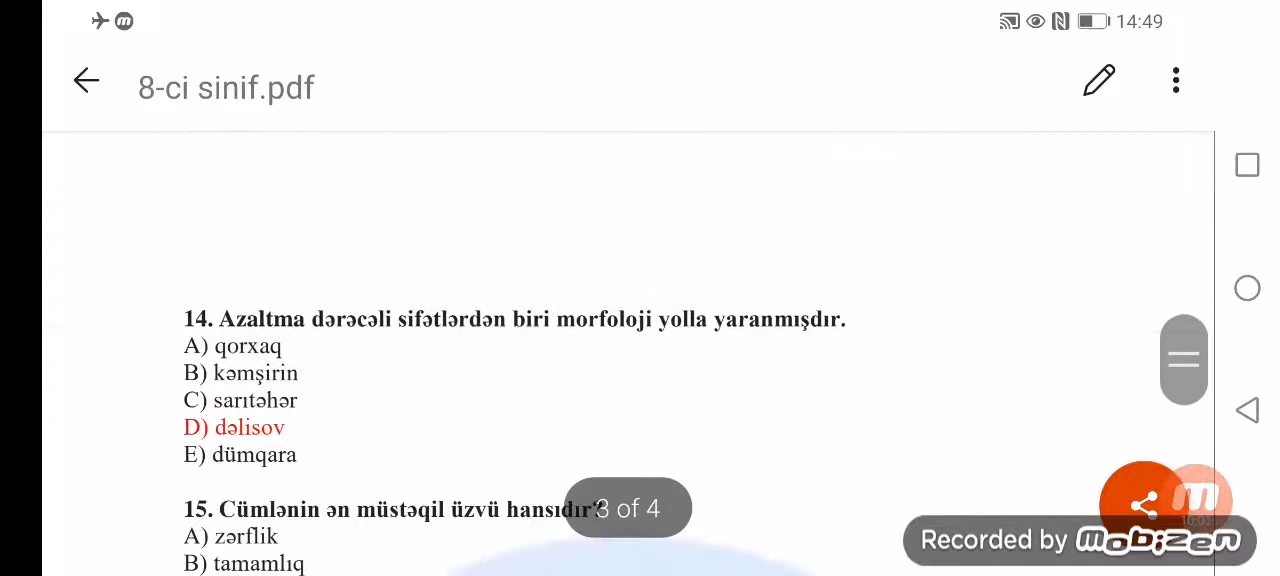 14:49
8-ci sinif.pdf
14. Azaltma dərəcəli sifətlərdən biri morfoloji yolla yaranmışdır.
A) qorxaq
B) kəmşirin
C) sarıtəhər
D) dəlisov
E) dümqara
15. Cümlənin ən müstəqil üzvü hansıdır?
3 of 4
A) zərflik
B) tamamlıq
Recorded by mobizen